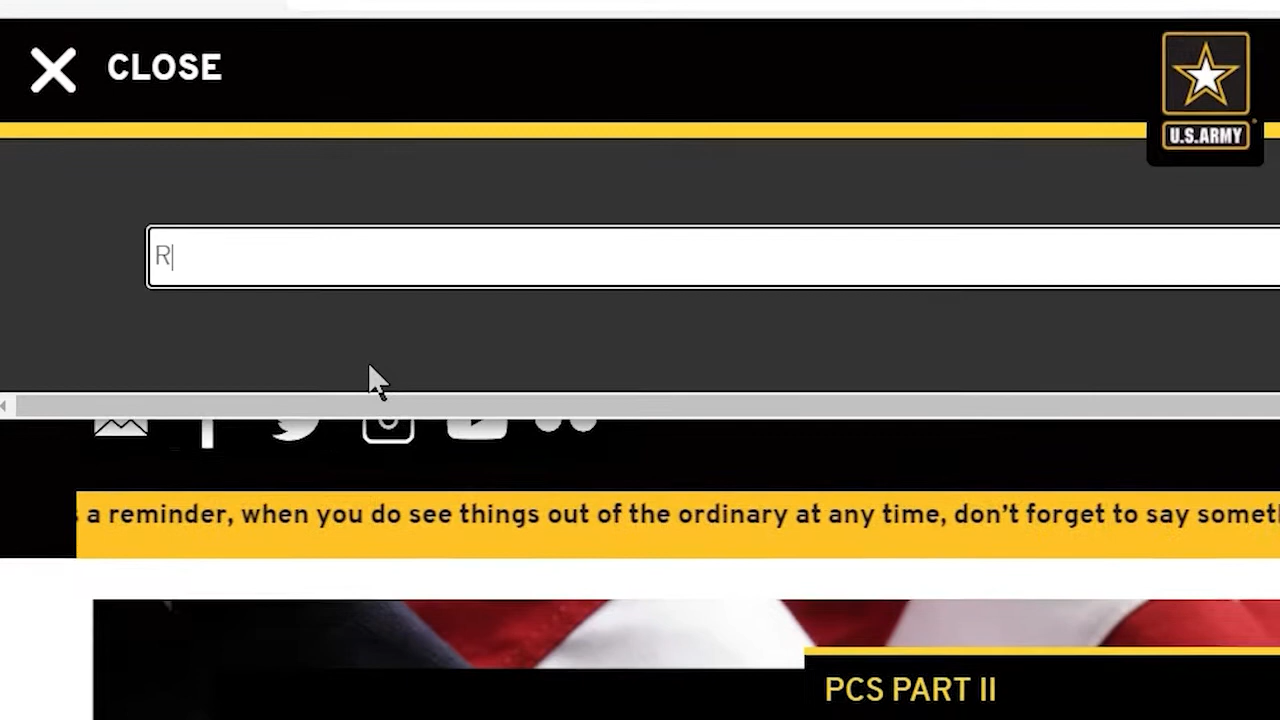 CLOSE
U.S.ARMY
R
a reminder, when you do see things out of the ordinary at any time, don't forget to say
PCS PART II